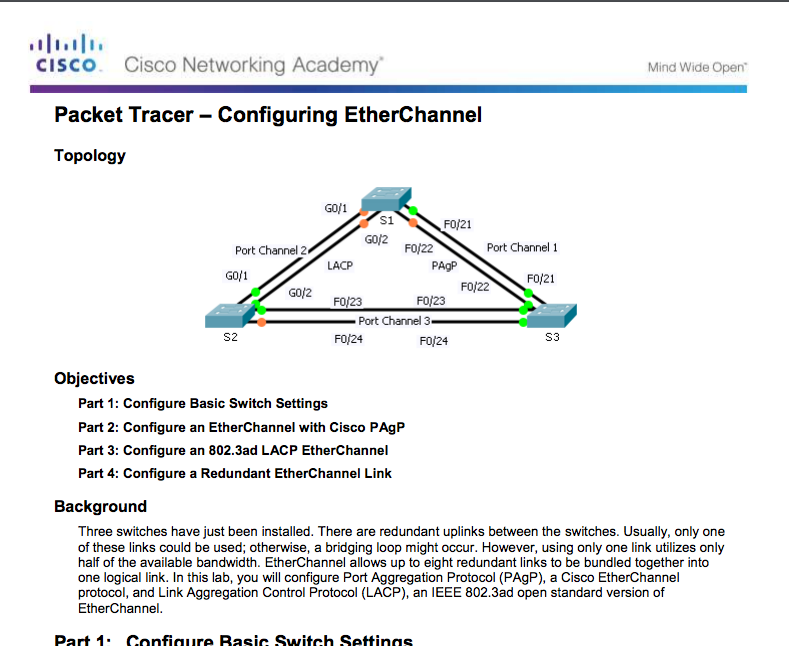 CISCO. Cisco Networking Academy® Mind Wide Open™
Packet Tracer – Configuring EtherChannel
Topology
G0/1
S1
F0/21
G0/2
F0/22
Port Channel 2
Port Channel 1
LACP
PAgP
G0/1
F0/21
F0/22
G0/2
F0/23
F0/23
Port Channel 3
S2
F0/24
F0/24
S3
Objectives
Part 1: Configure Basic Switch Settings
Part 2: Configure an EtherChannel with Cisco PAgP
Part 3: Configure an 802.3ad LACP EtherChannel
Part 4: Configure a Redundant EtherChannel Link
Background
Three switches have just been installed. There are redundant uplinks between the switches. Usually, only one
of these links could be used; otherwise, a bridging loop might occur. However, using only one link utilizes only
half of the available bandwidth. EtherChannel allows up to eight redundant links to be bundled together into
one logical link. In this lab, you will configure Port Aggregation Protocol (PAgP), a Cisco EtherChannel
protocol, and Link Aggregation Control Protocol (LACP), an IEEE 802.3ad open standard version of
EtherChannel.
Part 1: Configure Basic Switch Settings